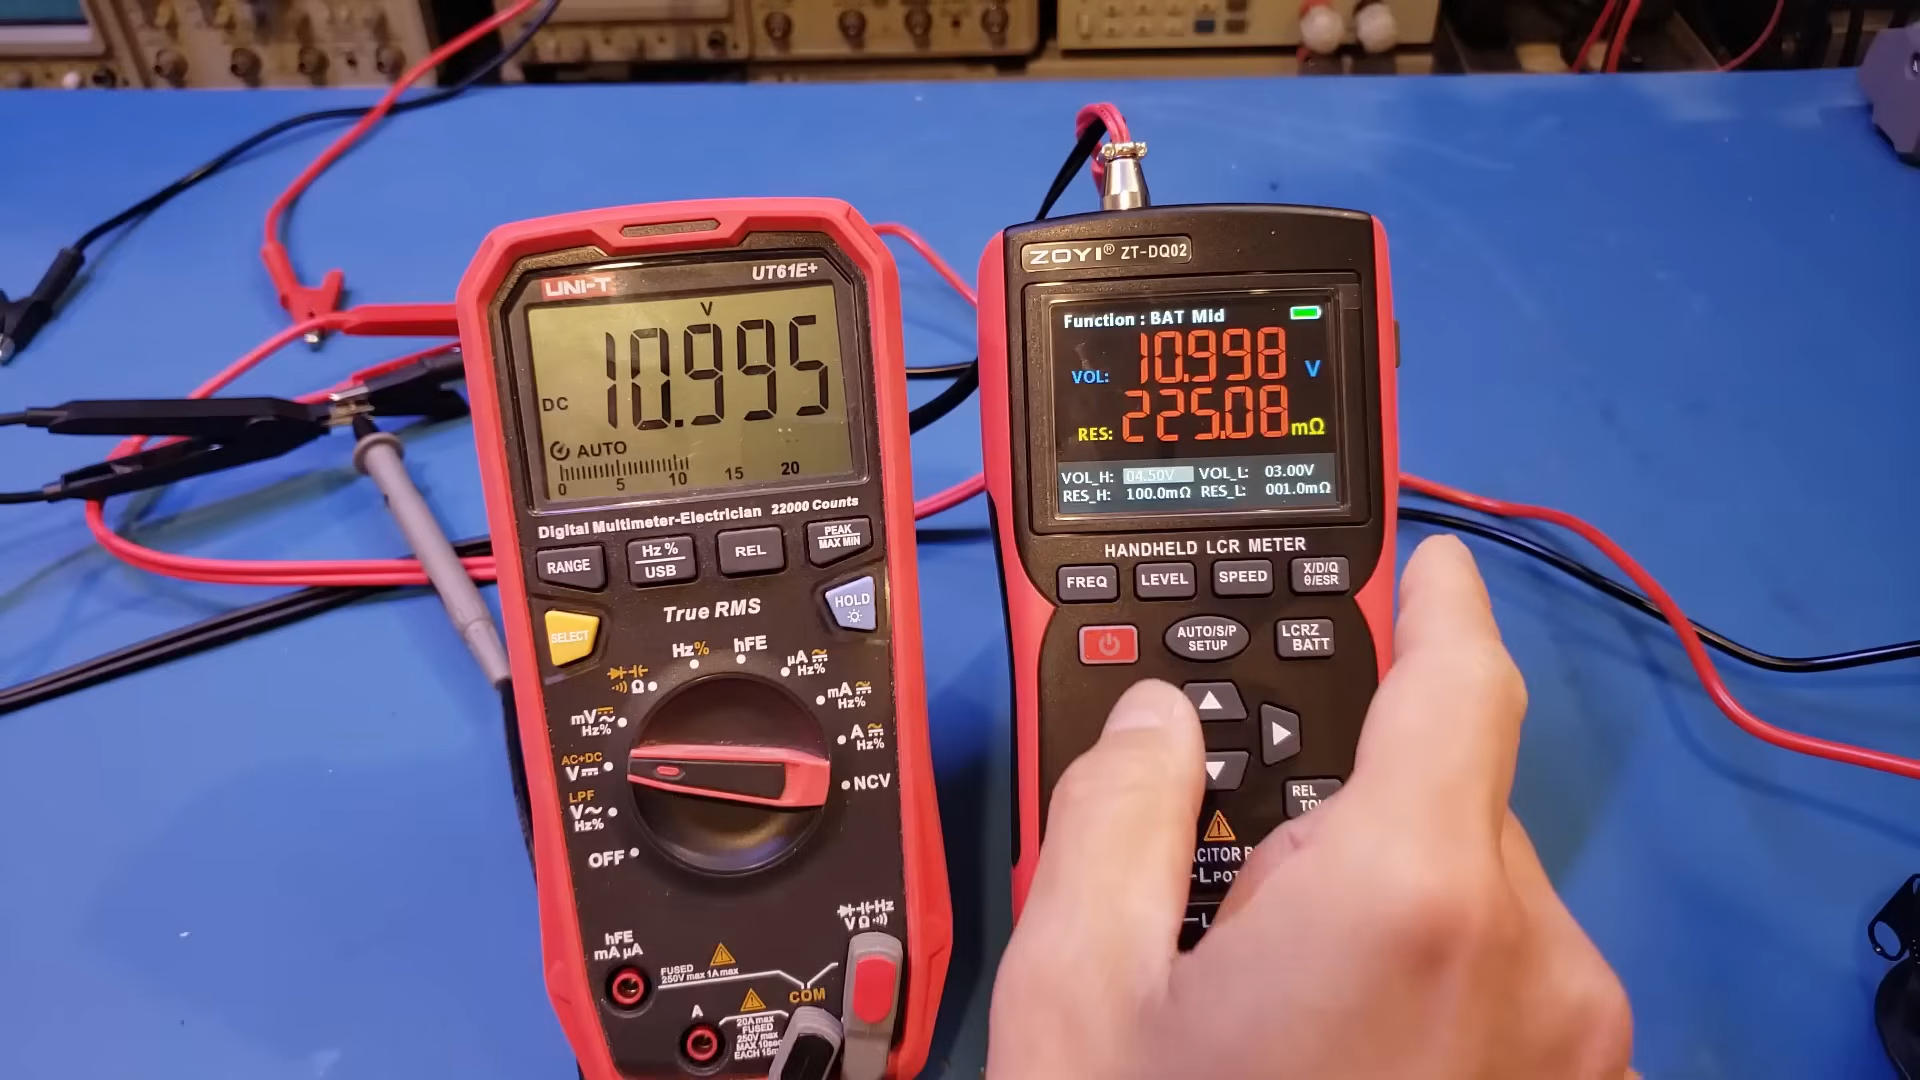 UNI-T
UT61E+
V
10.995
DC
AUTO
0 5 10 15 20
Digital Multimeter-Electrician 22000 Counts
RANGE
Hz %
USB
REL
PEAK
MAX MIN
SELECT
True RMS
HOLD
Hz%
hFE
µA
Hz%
Ω
mA
Hz%
mV
Hz%
A
Hz%
AC+DC
V
NCV
LPF
V~
Hz%
OFF
Hz
VΩ
hFE
mA µA
FUSED
250V max 1A max
COM
A
20A max
FUSED
250V max
MAX 10sec
ZOYI® ZT-DQ02
Function : BAT Mid
VOL: 10.998 V
RES: 225.08 mΩ
VOL_H: 04.50V VOL_L: 03.00V
RES_H: 100.0mΩ RES_L: 001.0mΩ
HANDHELD LCR METER
FREQ
LEVEL
SPEED
X/D/Q
θ/ESR
AUTO/S/P
SETUP
LCRZ
BATT
REL